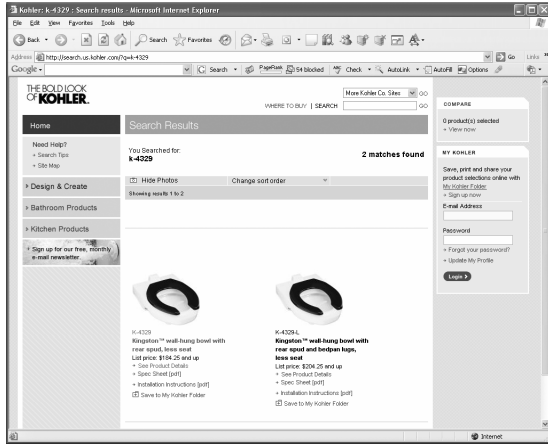 Kohler: k-4329 : Search results - Microsoft Internet Explorer
File Edit View Favorites Tools Help
Back Search Favorites
Address http://search.us.kohler.com/?q=k-4329 Go Links »
Google Search PageRank 54 blocked Check AutoLink AutoFill Options
THE BOLD LOOK
OF KOHLER.
More Kohler Co. Sites GO
WHERE TO BUY | SEARCH GO
Home
Need Help?
+ Search Tips
+ Site Map
Design & Create
Bathroom Products
Kitchen Products
+ Sign up for our free, monthly
e-mail newsletter.
Search Results
You Searched for:
k-4329
2 matches found
Hide Photos Change sort order
Showing results 1 to 2
K-4329
Kingston™ wall-hung bowl with
rear spud, less seat
List price: $184.25 and up
+ See Product Details
+ Spec Sheet [pdf]
+ Installation Instructions [pdf]
Save to My Kohler Folder
K-4329-L
Kingston™ wall-hung bowl with
rear spud and bedpan lugs,
less seat
List price: $204.25 and up
+ See Product Details
+ Spec Sheet [pdf]
+ Installation Instructions [pdf]
Save to My Kohler Folder
COMPARE
0 product(s) selected
+ View now
MY KOHLER
Save, print and share your
product selections online with
My Kohler Folder
+ Sign up now
E-mail Address
Password
+ Forgot your password?
+ Update My Profile
Login
Internet